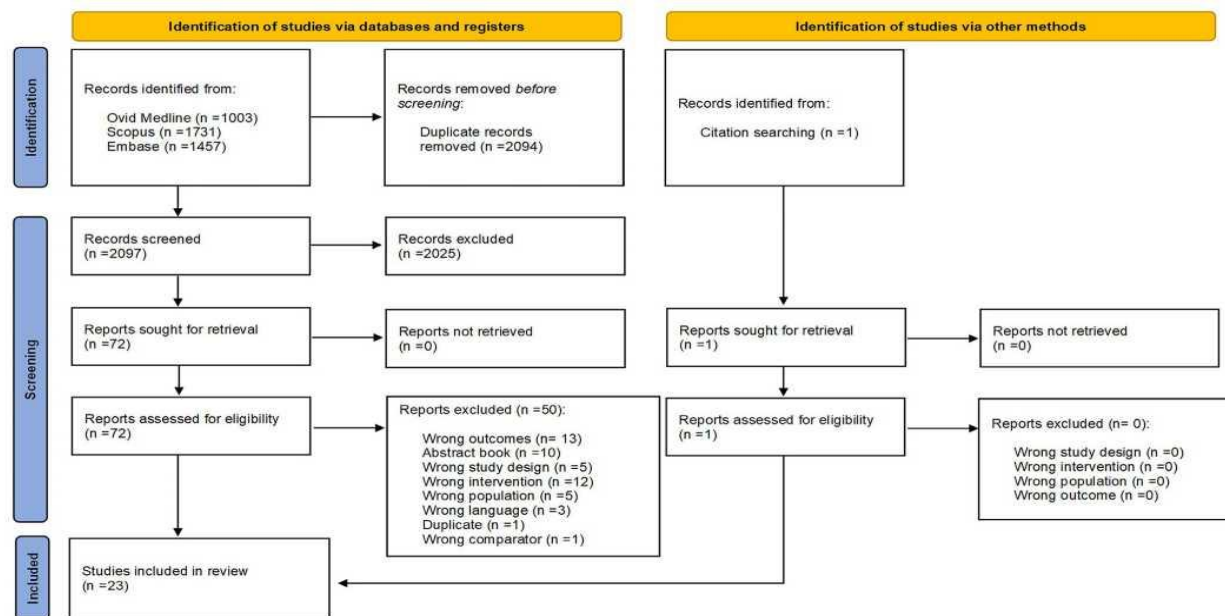 Identification of studies via databases and registers
Identification of studies via other methods
Identification
Records identified from:
Ovid Medline (n =1003)
Scopus (n =1731)
Embase (n =1457)
Records removed before
screening:
Duplicate records
removed (n =2094)
Records identified from:
Citation searching (n =1)
Screening
Records screened
(n =2097)
Records excluded
(n =2025)
Reports sought for retrieval
(n =72)
Reports not retrieved
(n =0)
Reports sought for retrieval
(n =1)
Reports not retrieved
(n =0)
Reports assessed for eligibility
(n =72)
Reports excluded (n =50):
Wrong outcomes (n= 13)
Abstract book (n =10)
Wrong study design (n =5)
Wrong intervention (n =12)
Wrong population (n =5)
Wrong language (n =3)
Duplicate (n =1)
Wrong comparator (n =1)
Reports assessed for eligibility
(n =1)
Reports excluded (n= 0):
Wrong study design (n =0)
Wrong intervention (n =0)
Wrong population (n =0)
Wrong outcome (n =0)
Included
Studies included in review
(n =23)